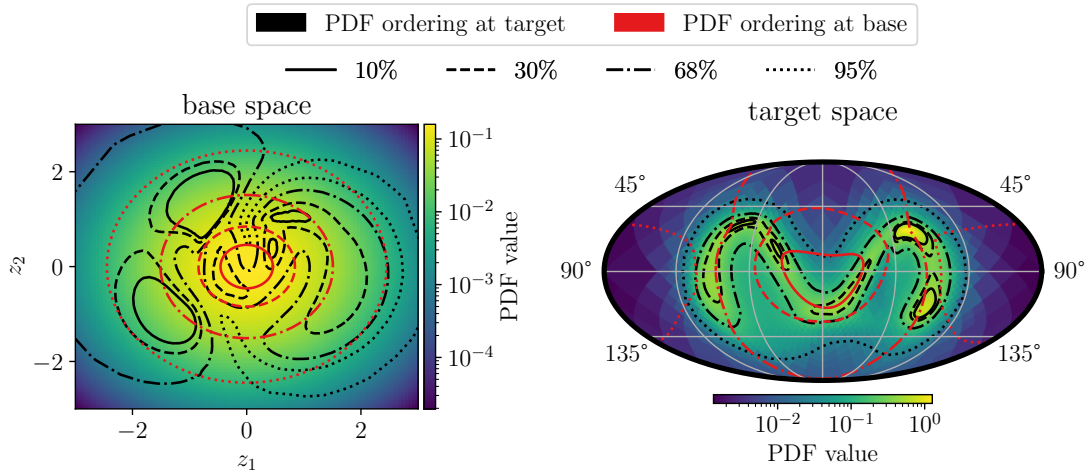 PDF ordering at target PDF ordering at base
10% 30% 68% 95%
base space
target space
2
0
−2
z₂
−2 0 2
z₁
10⁻¹
10⁻²
10⁻³
10⁻⁴
PDF value
45° 45°
90° 90°
135° 135°
10⁻² 10⁻¹ 10⁰
PDF value